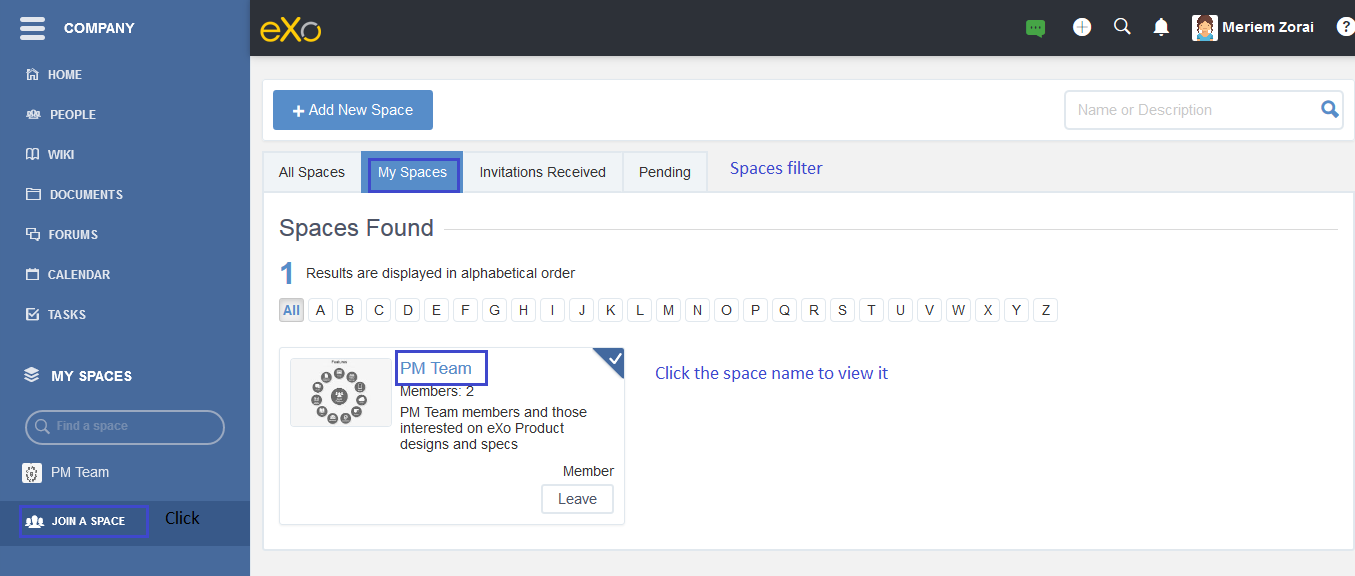 COMPANY
eXo
Meriem Zorai
?
HOME
PEOPLE
WIKI
DOCUMENTS
FORUMS
CALENDAR
TASKS
MY SPACES
Find a space
PM Team
JOIN A SPACE
Click
+ Add New Space
Name or Description
All Spaces
My Spaces
Invitations Received
Pending
Spaces filter
Spaces Found
1 Results are displayed in alphabetical order
All A B C D E F G H I J K L M N O P Q R S T U V W X Y Z
Features
PM Team
Members: 2
PM Team members and those
interested on eXo Product
designs and specs
Member
Leave
Click the space name to view it